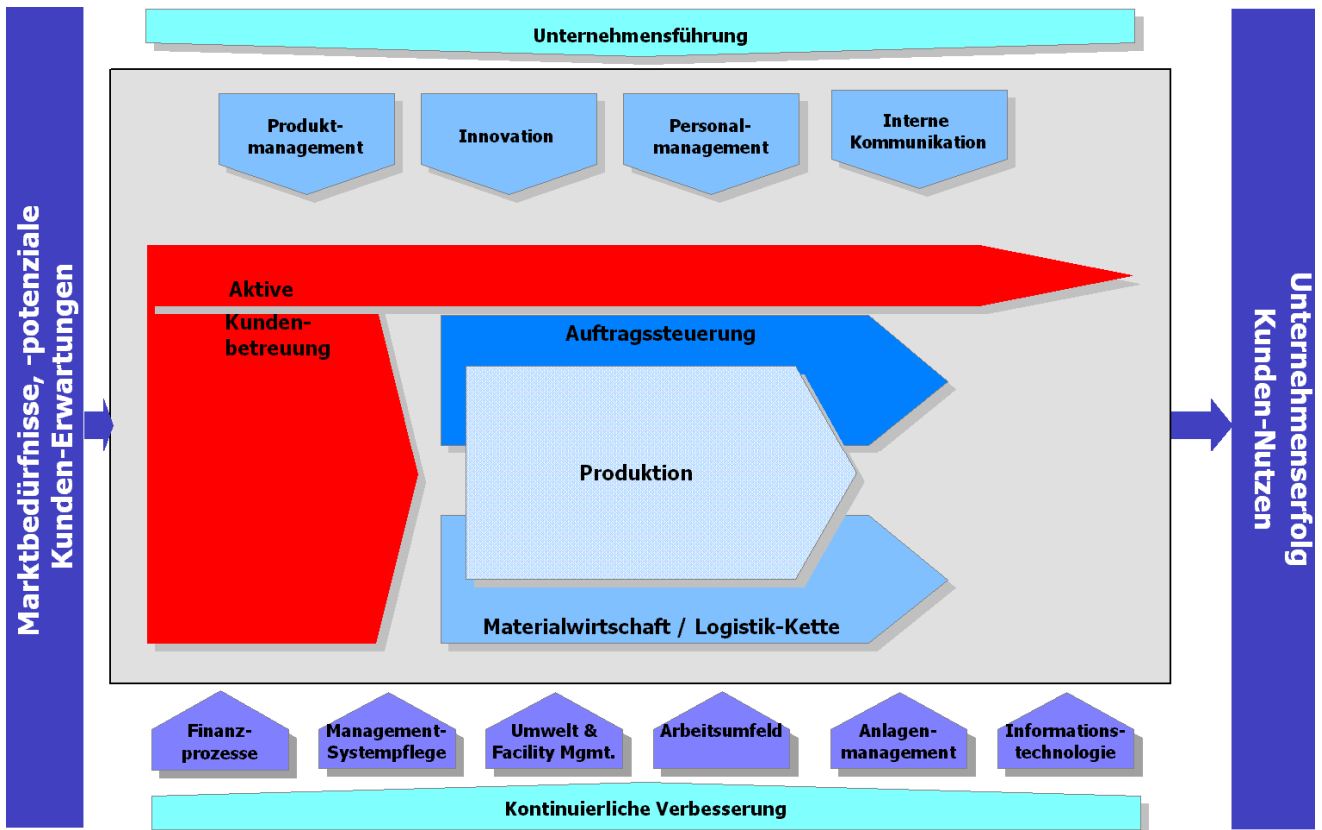 Unternehmensführung
Produkt-
management
Innovation
Personal-
management
Interne
Kommunikation
Marktbedürfnisse, -potenziale
Kunden-Erwartungen
Aktive
Kunden-
betreuung
Auftragssteuerung
Produktion
Materialwirtschaft / Logistik-Kette
Unternehmenserfolg
Kunden-Nutzen
Finanz-
prozesse
Management-
Systempflege
Umwelt &
Facility Mgmt.
Arbeitsumfeld
Anlagen-
management
Informations-
technologie
Kontinuierliche Verbesserung